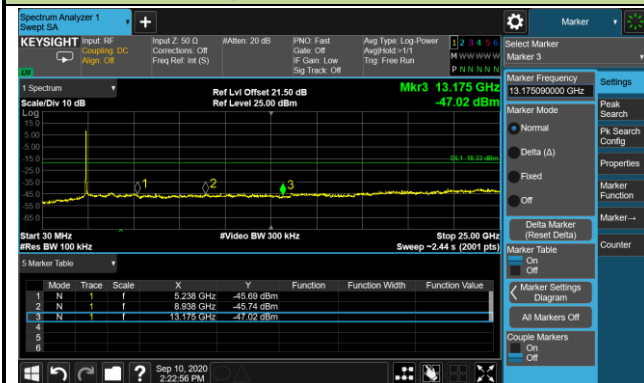 Spectrum Analyzer 1
Swept SA
Marker
KEYSIGHT Input: RF Input Z: 50 Ω #Atten: 20 dB PNO: Fast Avg Type: Log-Power 1 2 3 4 5 6
Coupling: DC Corrections: Off Gate: Off Avg|Hold:>1/1 M W W W W W
Align: Off Freq Ref: Int (S) IF Gain: Low Trig: Free Run P N N N N N
Sig Track: Off
LXI
Select Marker
Marker 3
1 Spectrum
Ref Lvl Offset 21.50 dB Mkr3 13.175 GHz
Scale/Div 10 dB Ref Level 25.00 dBm -47.02 dBm
Log
15.0
5.00
-5.00
-15.0
DL1 -18.33 dBm
-25.0
-35.0
-45.0
-55.0
-65.0
1
2
3
Start 30 MHz #Video BW 300 kHz Stop 25.00 GHz
#Res BW 100 kHz Sweep ~2.44 s (2001 pts)
5 Marker Table
Mode Trace Scale X Y Function Function Width Function Value
1 N 1 f 5.238 GHz -45.69 dBm
2 N 1 f 8.938 GHz -45.74 dBm
3 N 1 f 13.175 GHz -47.02 dBm
4
5
6
Marker Frequency
13.175090000 GHz
Marker Mode
Normal
Delta (Δ)
Fixed
Off
Delta Marker
(Reset Delta)
Marker Table
On
Off
Marker Settings
Diagram
All Markers Off
Couple Markers
On
Off
Settings
Peak
Search
Pk Search
Config
Properties
Marker
Function
Marker→
Counter
Sep 10, 2020
2:22:56 PM